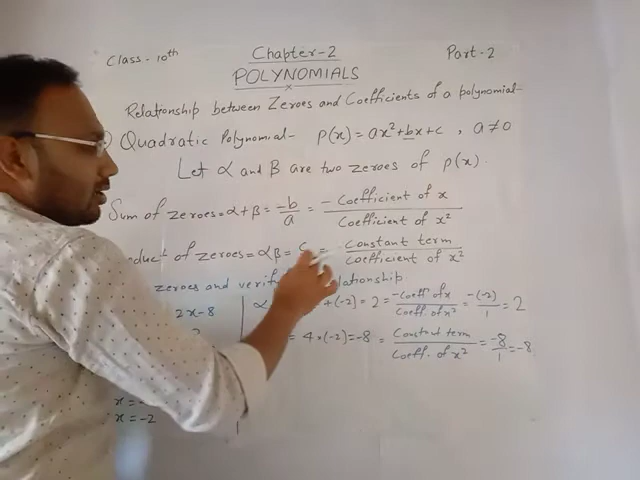 Class - 10th
Chapter-2
Part-2
POLYNOMIALS
Relationship between Zeroes and Coefficients of a polynomial-
) Quadratic Polynomial- P(x) = ax²+bx+c , a≠0
Let α and β are two zeroes of p(x).
Sum of zeroes = α+β = -b/a = - Coefficient of x / Coefficient of x²
oduct of zeroes = αβ = c = Constant term / Coefficient of x²
zeroes and verif relationship
2x-8
α +(-2) = 2 = -Coeff. of x / Coeff. of x² = -(-2)/1 = 2
= 4×(-2) = -8 = Constant term / Coeff. of x² = -8/1 = -8
x =
x = -2